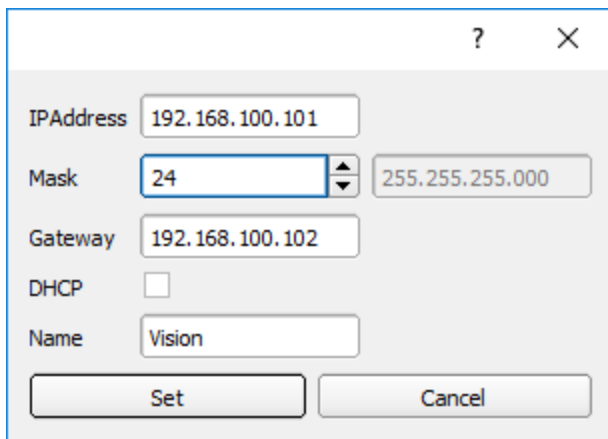 ?
IPAddress 192.168.100.101
Mask 24 255.255.255.000
Gateway 192.168.100.102
DHCP
Name Vision
Set Cancel